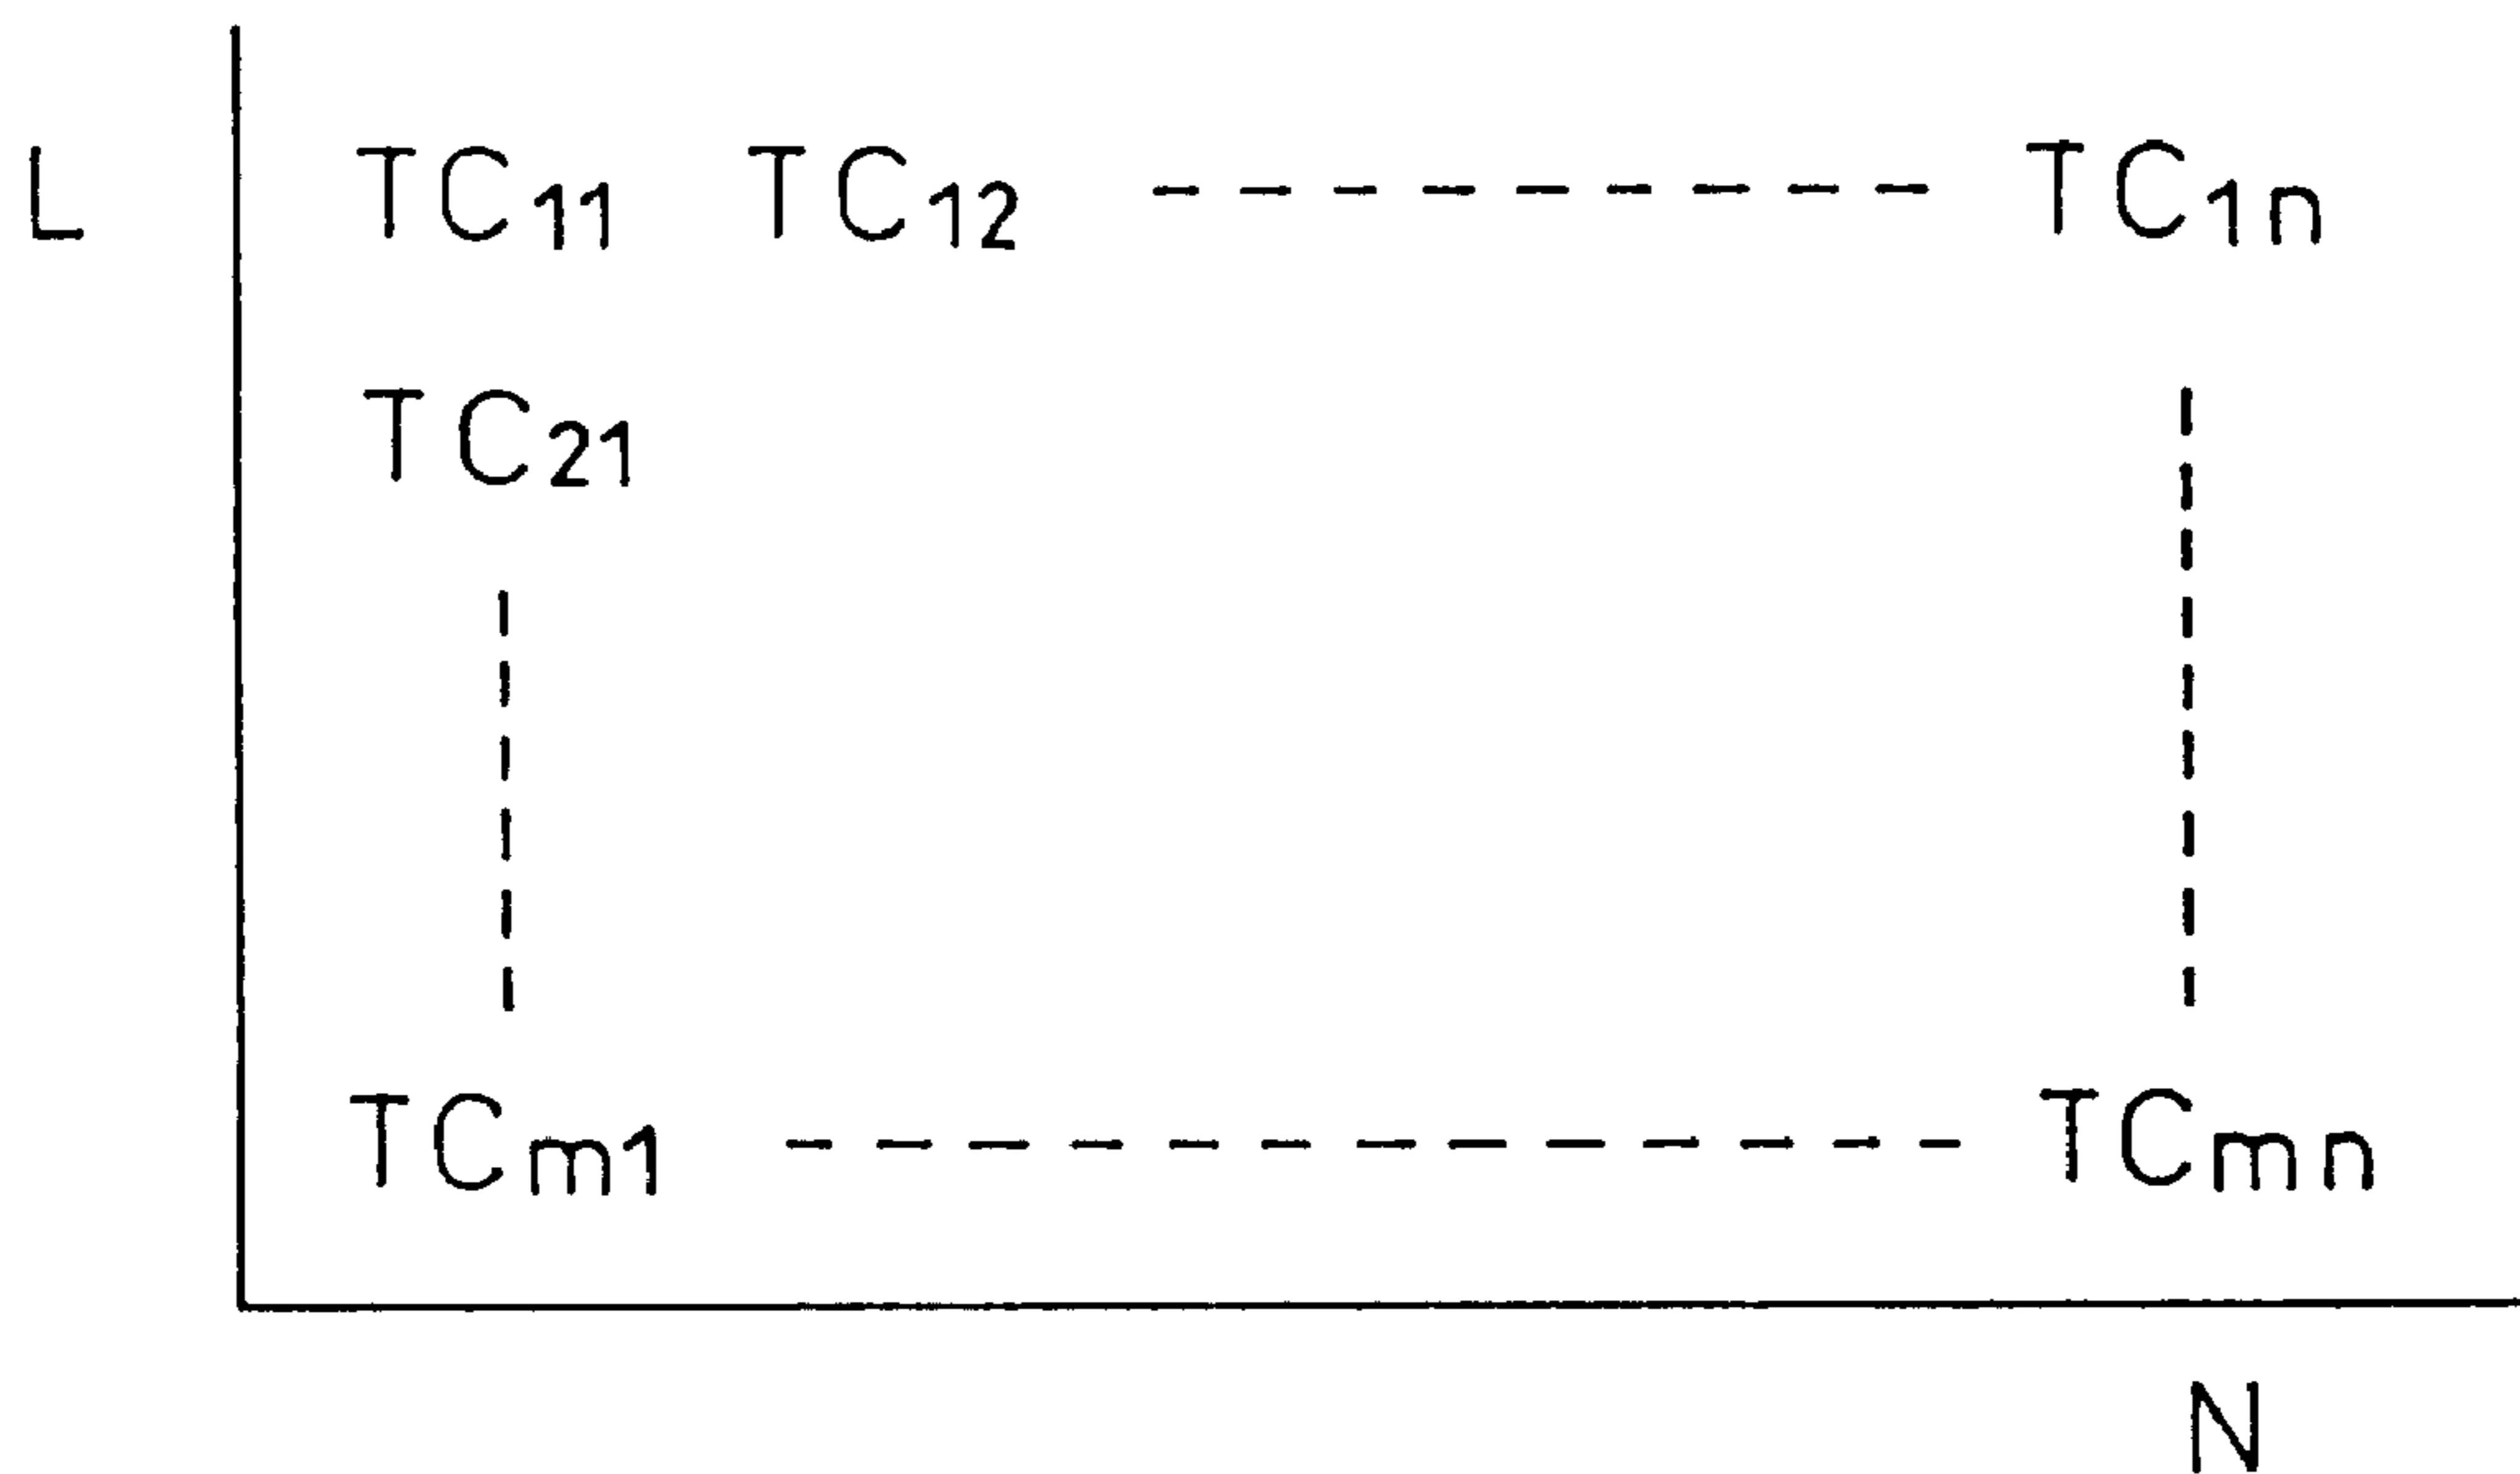 L TC₁₁ TC₁₂ --------- TC₁ₙ
TC₂₁
TCₘ₁ ------------- TCₘₙ
N